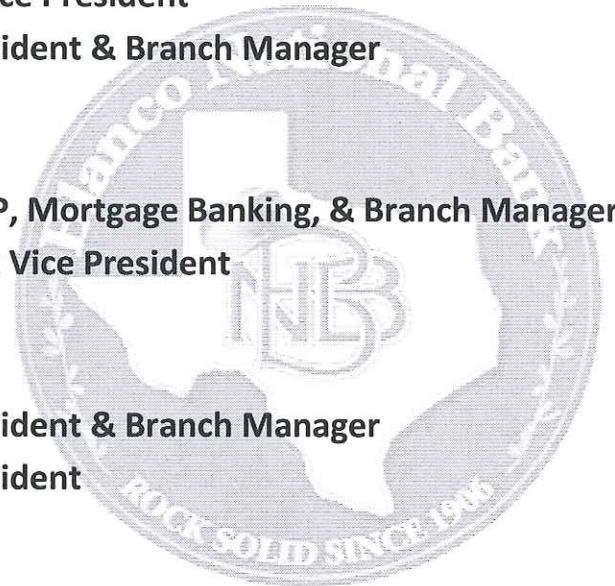 ce President
ident & Branch Manager
Blanco National Bank
P, Mortgage Banking, & Branch Manager
Vice President
BNB
ident & Branch Manager
ident
ROCK SOLID SINCE 1906